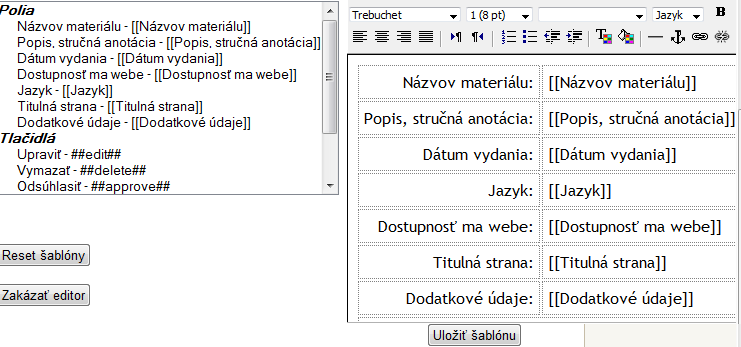 Polia
Názvov materiálu - [[Názvov materiálu]]
Popis, stručná anotácia - [[Popis, stručná anotácia]]
Dátum vydania - [[Dátum vydania]]
Dostupnosť ma webe - [[Dostupnosť ma webe]]
Jazyk - [[Jazyk]]
Titulná strana - [[Titulná strana]]
Dodatkové údaje - [[Dodatkové údaje]]
Tlačidlá
Upraviť - ##edit##
Vymazať - ##delete##
Odsúhlasiť - ##approve##
Reset šablóny
Zakázať editor
Trebuchet 1 (8 pt) Jazyk B
Názvov materiálu: [[Názvov materiálu]]
Popis, stručná anotácia: [[Popis, stručná anotácia]]
Dátum vydania: [[Dátum vydania]]
Jazyk: [[Jazyk]]
Dostupnosť ma webe: [[Dostupnosť ma webe]]
Titulná strana: [[Titulná strana]]
Dodatkové údaje: [[Dodatkové údaje]]
Uložiť šablónu